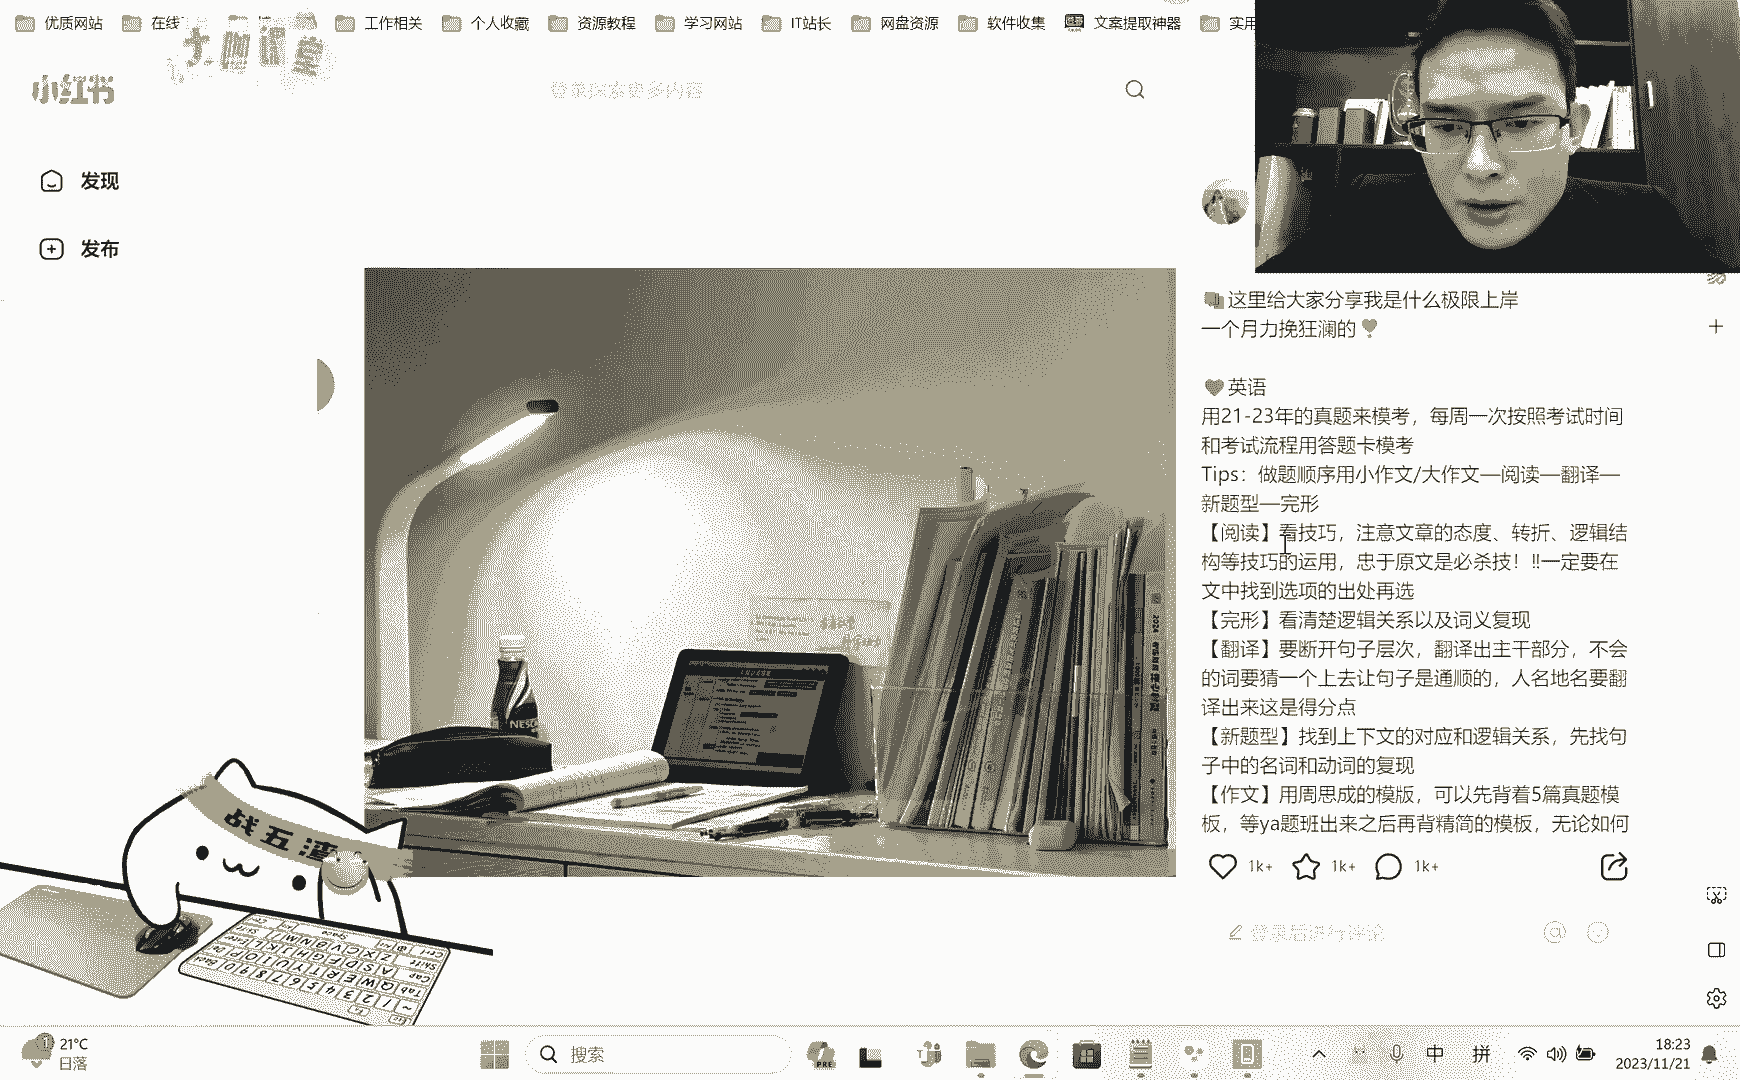 优质网站
在线
工作相关
个人收藏
资源教程
学习网站
IT站长
网盘资源
软件收集
文案提取神器
实用
大咖课堂
小红书
登录探索更多内容
发现
发布
这里给大家分享我是什么极限上岸
一个月力挽狂澜的
英语
用21-23年的真题来模考，每周一次按照考试时间
和考试流程用答题卡模考
Tips：做题顺序用小作文/大作文—阅读—翻译—
新题型—完形
【阅读】看技巧，注意文章的态度、转折、逻辑结
构等技巧的运用，忠于原文是必杀技！‼一定要在
文中找到选项的出处再选
【完形】看清楚逻辑关系以及词义复现
【翻译】要断开句子层次，翻译出主干部分，不会
的词要猜一个上去让句子是通顺的，人名地名要翻
译出来这是得分点
【新题型】找到上下文的对应和逻辑关系，先找句
子中的名词和动词的复现
【作文】用周思成的模版，可以先背着5篇真题模
板，等ya题班出来之后再背精简的模板，无论如何
1k+
1k+
1k+
登录后进行评论
NESC
战五渣
21°C
日落
搜索
PRE
中
拼
18:23
2023/11/21